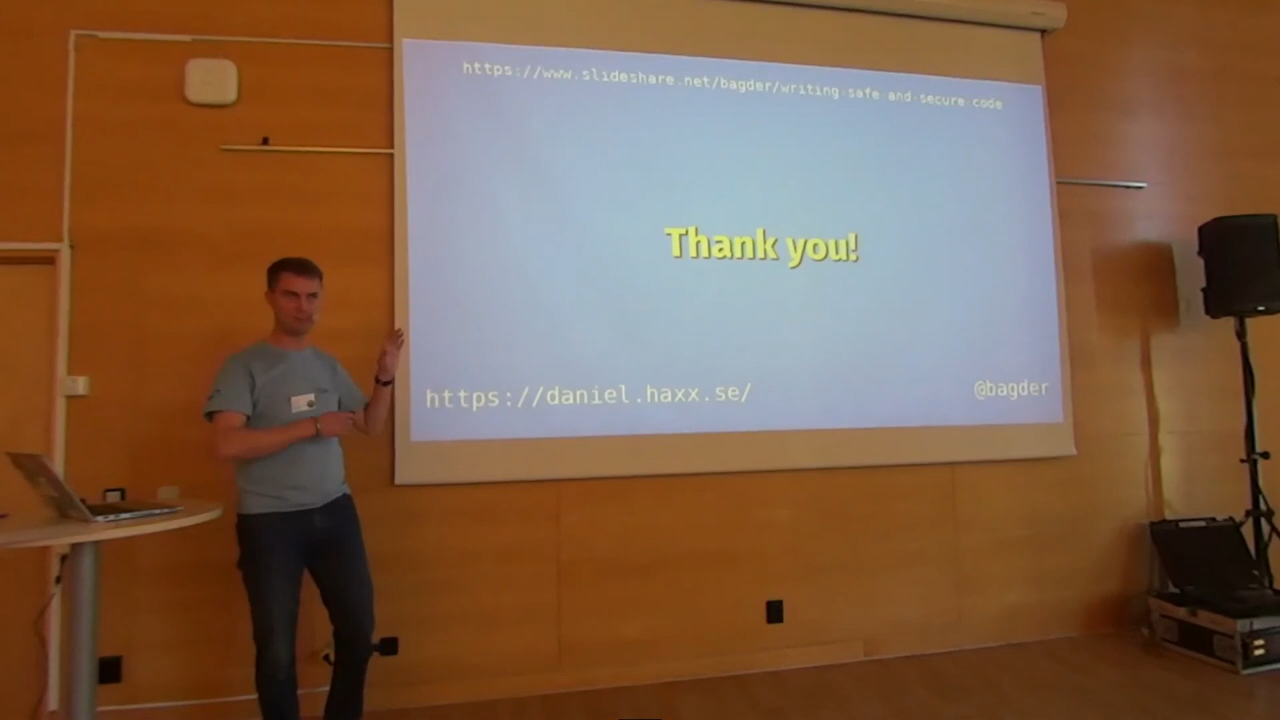 https://www.slideshare.net/bagder/writing-safe-and-secure-code
Thank you!
https://daniel.haxx.se/
@bagder